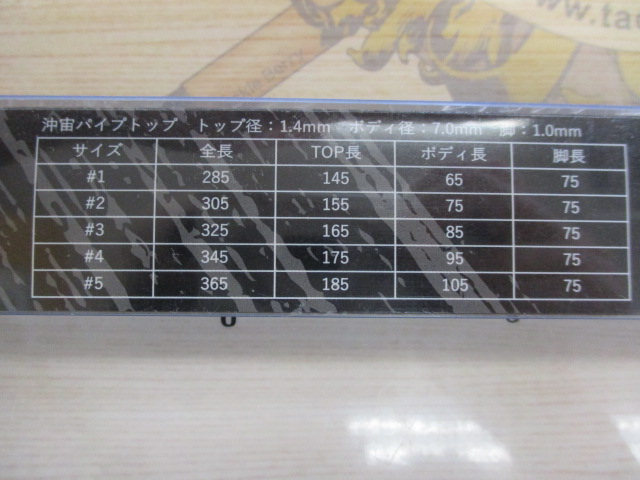 www.ta
沖宙パイプトップ トップ径：1.4mm ボディ径：7.0mm 脚：1.0mm
サイズ 全長 TOP長 ボディ長 脚長
#1 285 145 65 75
#2 305 155 75 75
#3 325 165 85 75
#4 345 175 95 75
#5 365 185 105 75